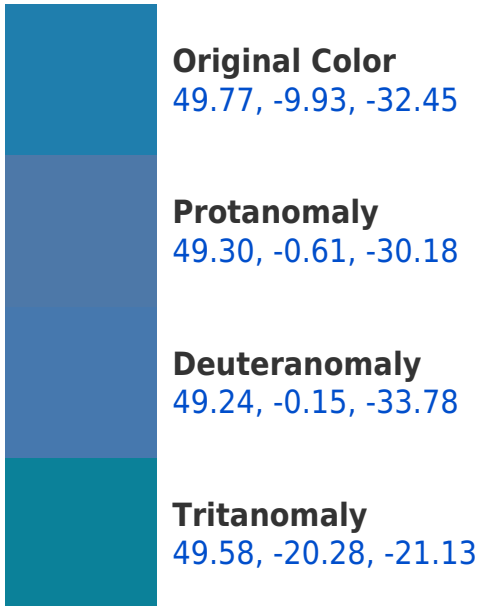 Original Color
49.77, -9.93, -32.45
Protanomaly
49.30, -0.61, -30.18
Deuteranomaly
49.24, -0.15, -33.78
Tritanomaly
49.58, -20.28, -21.13